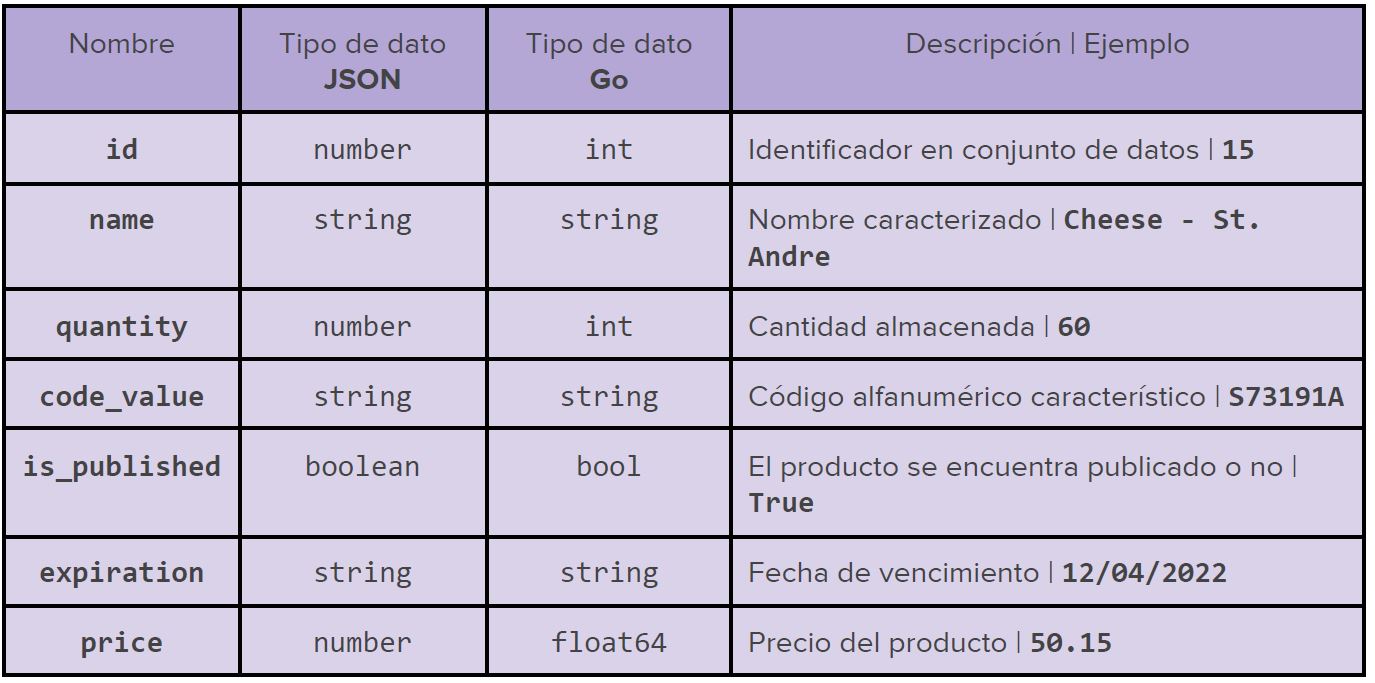 Nombre
Tipo de dato
JSON
Tipo de dato
Go
Descripción | Ejemplo
id
number
int
Identificador en conjunto de datos | 15
name
string
string
Nombre caracterizado | Cheese - St.
Andre
quantity
number
int
Cantidad almacenada | 60
code_value
string
string
Código alfanumérico característico | S73191A
is_published
boolean
bool
El producto se encuentra publicado o no |
True
expiration
string
string
Fecha de vencimiento | 12/04/2022
price
number
float64
Precio del producto | 50.15